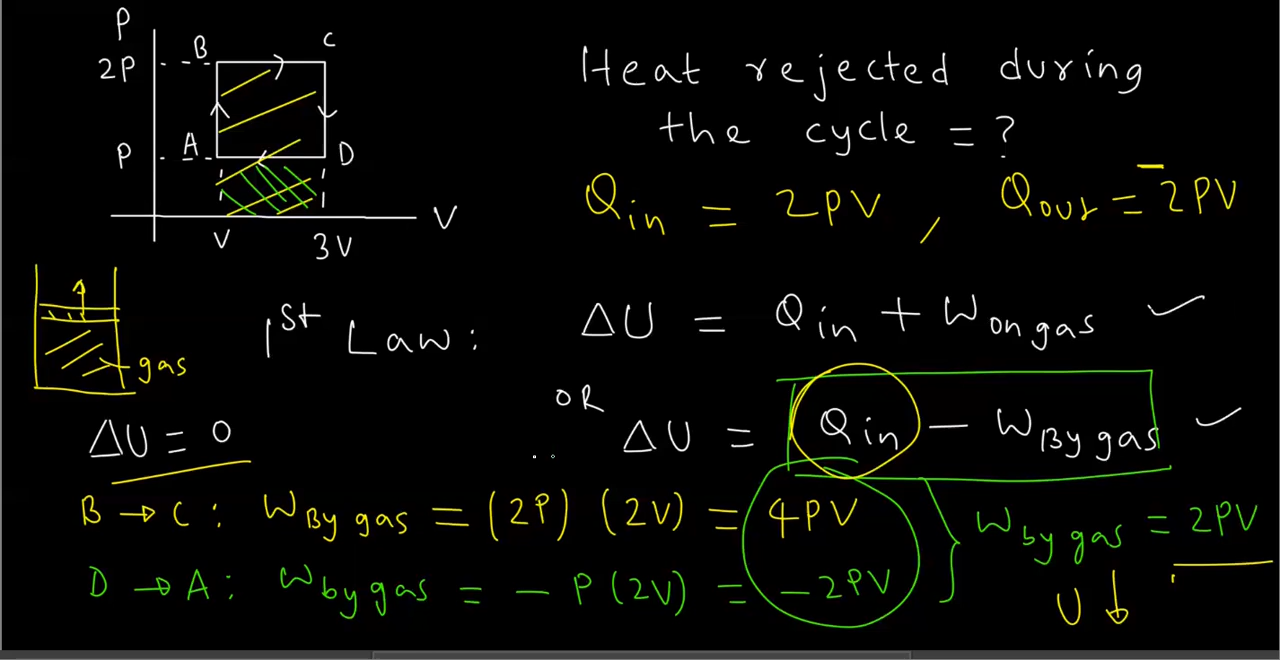 P
2P
B
C
P
A
D
V
V
3V
Heat rejected during
the cycle = ?
Qin = 2PV , Qout = -2PV
gas
1st Law : ΔU = Qin + Won gas ✓
OR
ΔU = Qin - WBy gas ✓
ΔU = 0
B → C : WBy gas = (2P) (2V) = 4PV
D → A : Wby gas = - P (2V) = - 2PV
Wby gas = 2PV
U ↓